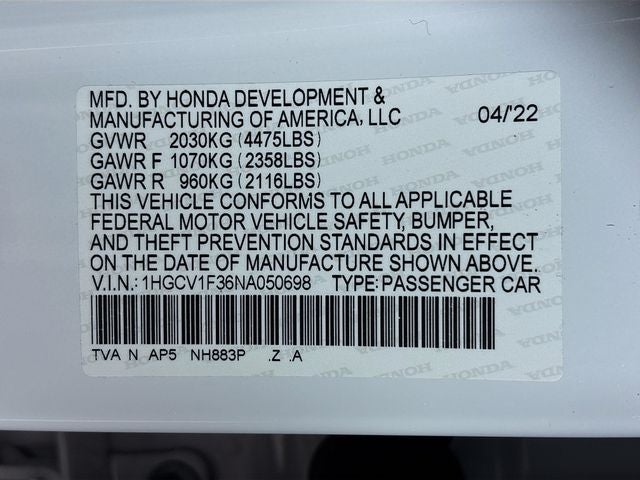 MFD. BY HONDA DEVELOPMENT &
MANUFACTURING OF AMERICA, LLC 04/'22
GVWR 2030KG (4475LBS)
GAWR F 1070KG (2358LBS)
GAWR R 960KG (2116LBS)
THIS VEHICLE CONFORMS TO ALL APPLICABLE
FEDERAL MOTOR VEHICLE SAFETY, BUMPER,
AND THEFT PREVENTION STANDARDS IN EFFECT
ON THE DATE OF MANUFACTURE SHOWN ABOVE.
V.I.N.: 1HGCV1F36NA050698 TYPE: PASSENGER CAR
TVA N AP5 NH883P .Z .A